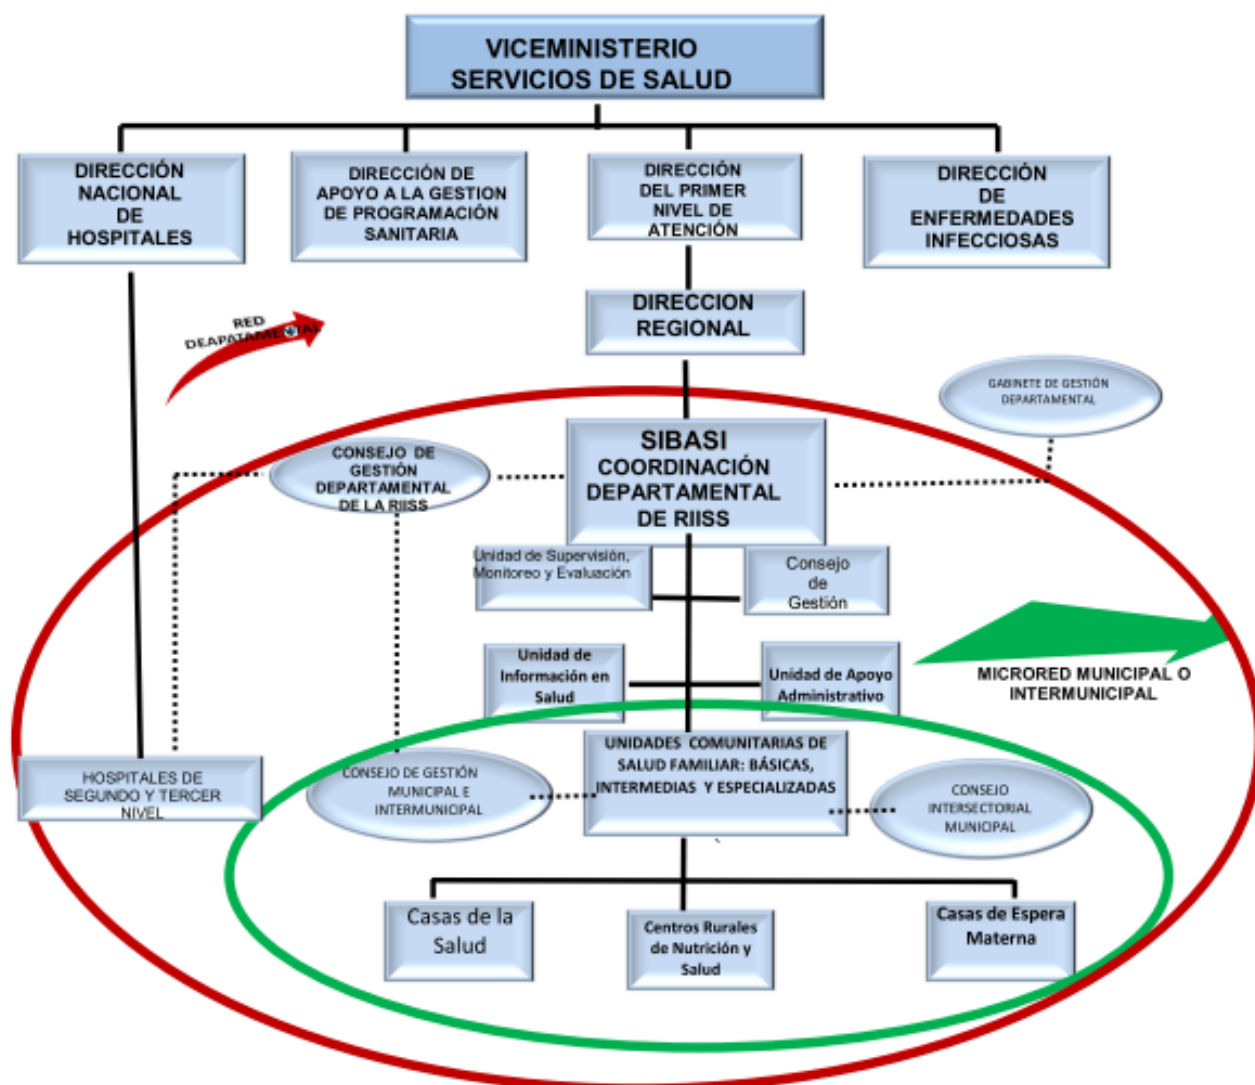 VICEMINISTERIO
SERVICIOS DE SALUD
DIRECCIÓN
NACIONAL
DE
HOSPITALES
DIRECCIÓN DE
APOYO A LA GESTION
DE PROGRAMACIÓN
SANITARIA
DIRECCIÓN
DEL PRIMER
NIVEL DE
ATENCIÓN
DIRECCIÓN
DE
ENFERMEDADES
INFECCIOSAS
DIRECCION
REGIONAL
RED
DEAPATAMENTAL
GABINETE DE GESTIÓN
DEPARTAMENTAL
CONSEJO DE
GESTIÓN
DEPARTAMENTAL
DE LA RIISS
SIBASI
COORDINACIÓN
DEPARTAMENTAL
DE RIISS
Unidad de Supervisión,
Monitoreo y Evaluación
Consejo
de
Gestión
Unidad de
Información en
Salud
Unidad de Apoyo
Administrativo
MICRORED MUNICIPAL O
INTERMUNICIPAL
HOSPITALES DE
SEGUNDO Y TERCER
NIVEL
CONSEJO DE GESTIÓN
MUNICIPAL E
INTERMUNICIPAL
UNIDADES COMUNITARIAS DE
SALUD FAMILIAR: BÁSICAS,
INTERMEDIAS Y ESPECIALIZADAS
CONSEJO
INTERSECTORIAL
MUNICIPAL
Casas de la
Salud
Centros Rurales
de Nutrición y
Salud
Casas de Espera
Materna